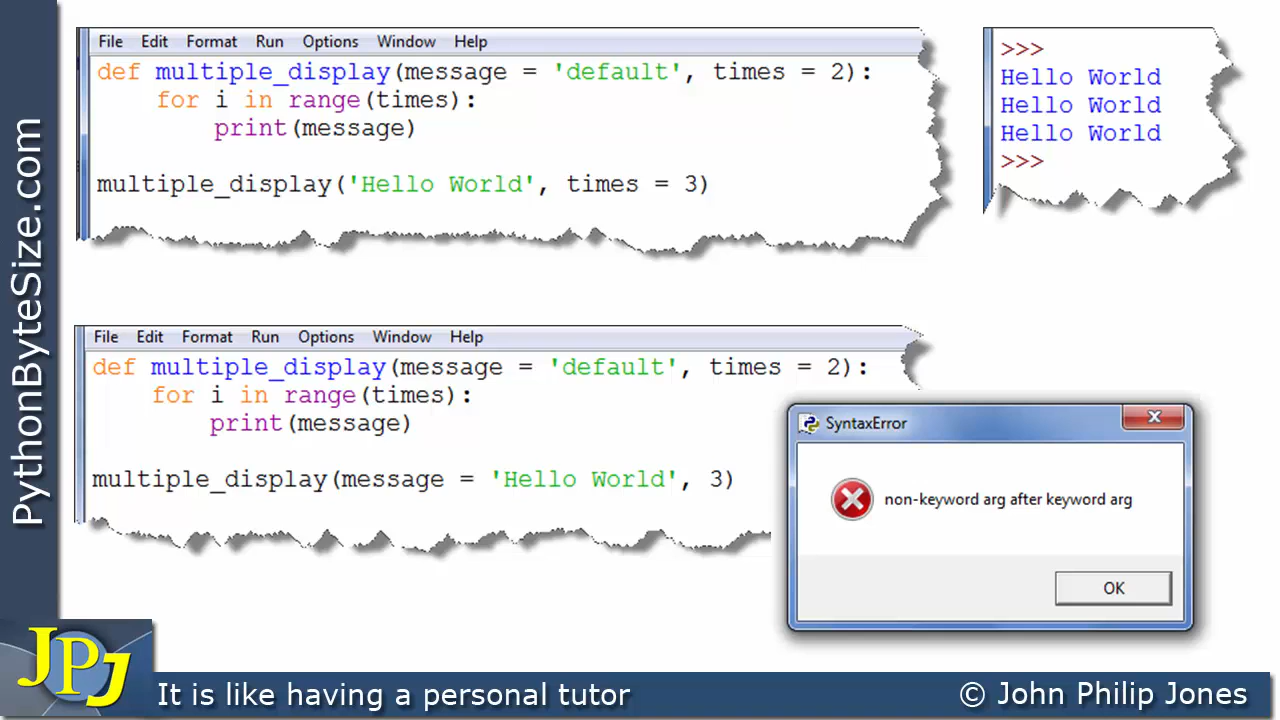 PythonByteSize.com
File Edit Format Run Options Window Help
def multiple_display(message = 'default', times = 2):
    for i in range(times):
        print(message)
multiple_display('Hello World', times = 3)
>>>
Hello World
Hello World
Hello World
>>>
File Edit Format Run Options Window Help
def multiple_display(message = 'default', times = 2):
    for i in range(times):
        print(message)
multiple_display(message = 'Hello World', 3)
SyntaxError
non-keyword arg after keyword arg
OK
JPJ
It is like having a personal tutor
© John Philip Jones